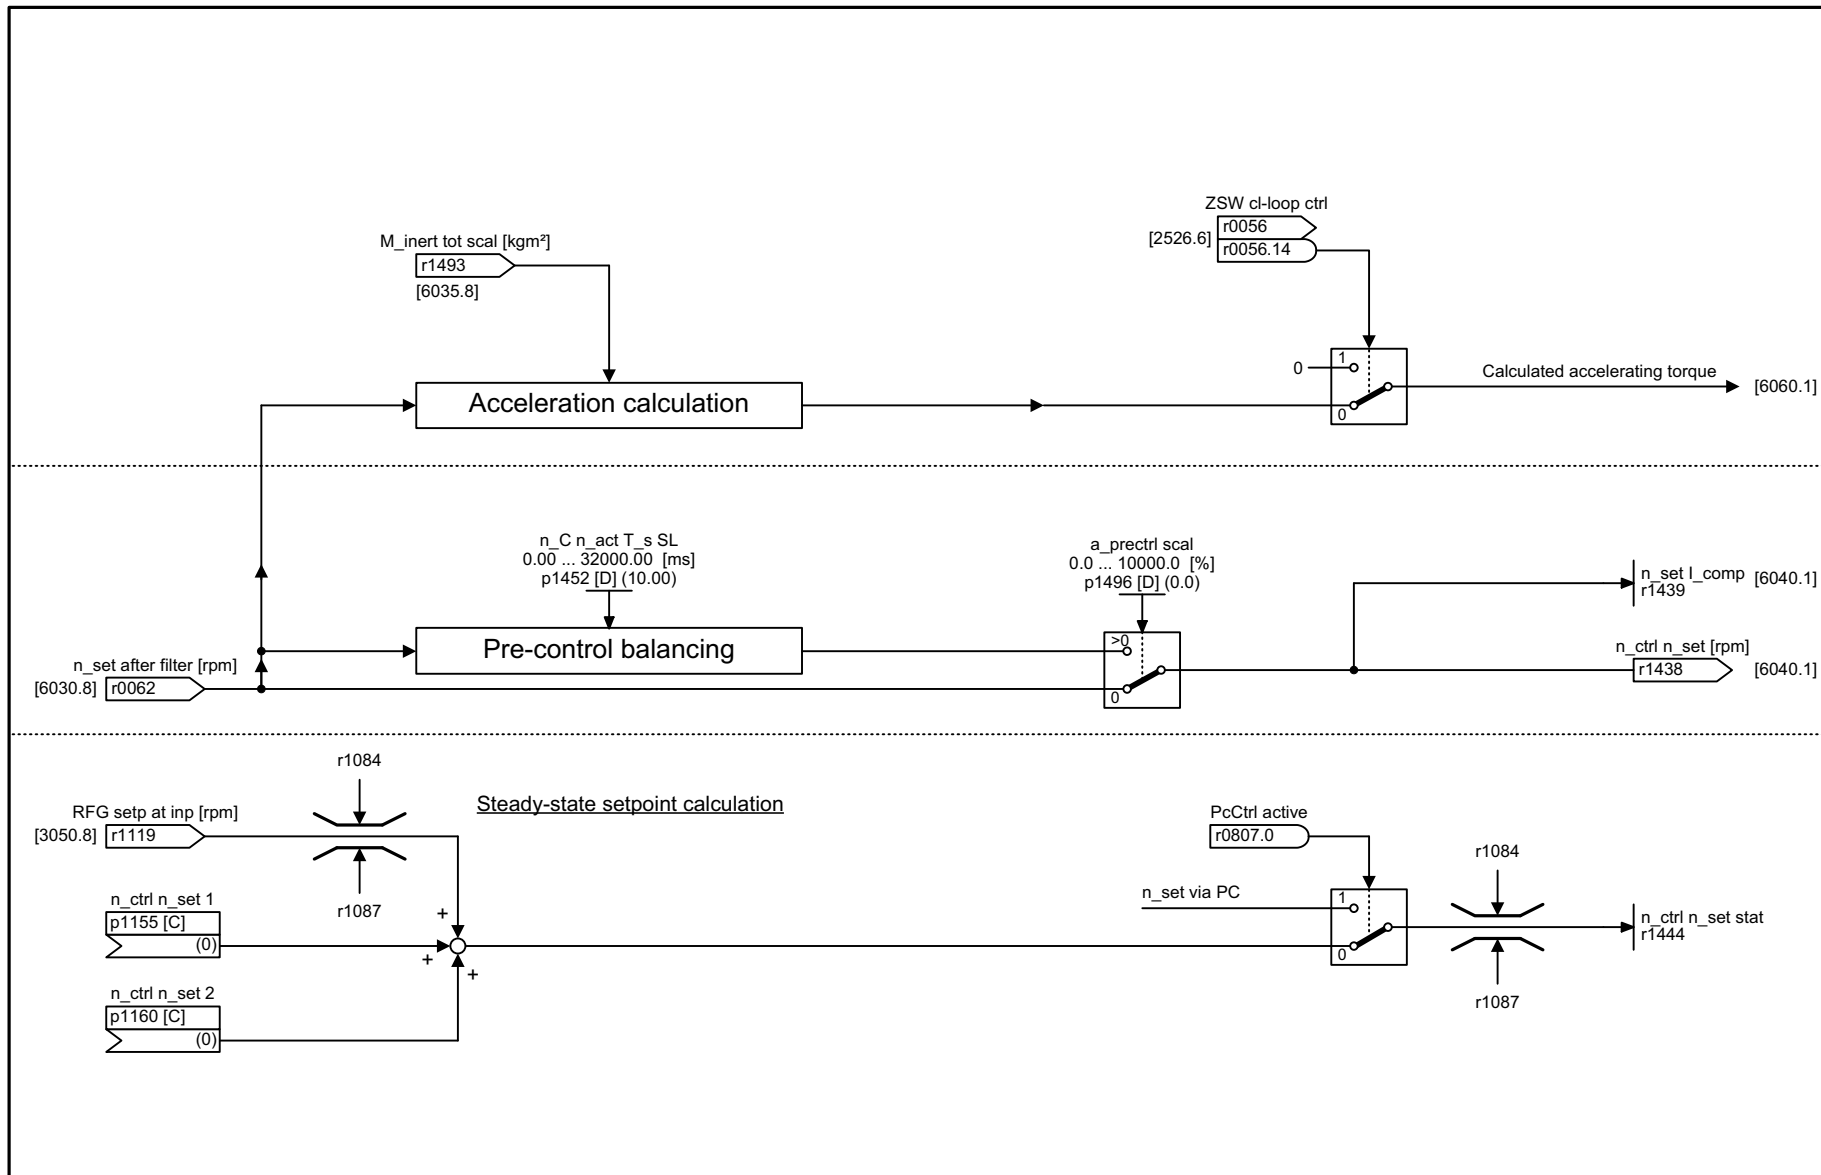 ZSW cl-loop ctrl
r0056
[2526.6]
r0056.14
M_inert tot scal [kgm²]
r1493
[6035.8]
1
0
0
Calculated accelerating torque
[6060.1]
Acceleration calculation
n_C n_act T_s SL
0.00 ... 32000.00 [ms]
p1452 [D] (10.00)
a_prectrl scal
0.0 ... 10000.0 [%]
p1496 [D] (0.0)
n_set I_comp [6040.1]
r1439
>0
0
Pre-control balancing
n_set after filter [rpm]
[6030.8] r0062
n_ctrl n_set [rpm]
r1438 [6040.1]
r1084
Steady-state setpoint calculation
RFG setp at inp [rpm]
[3050.8] r1119
r1087
PcCtrl active
r0807.0
r1084
n_set via PC
1
0
n_ctrl n_set stat
r1444
r1087
n_ctrl n_set 1
p1155 [C]
(0)
+
+
+
n_ctrl n_set 2
p1160 [C]
(0)